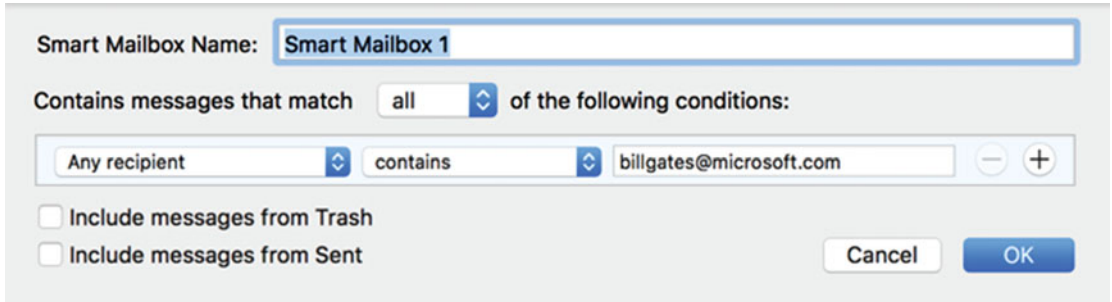 Smart Mailbox Name: Smart Mailbox 1
Contains messages that match all of the following conditions:
Any recipient contains billgates@microsoft.com
Include messages from Trash
Include messages from Sent
Cancel OK